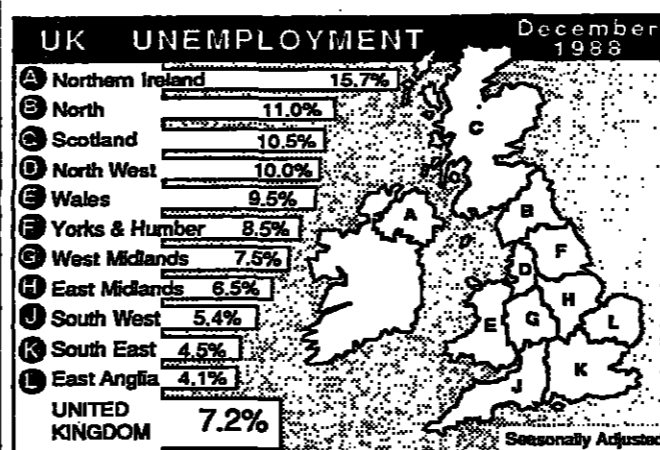 UK UNEMPLOYMENT
December
1988
A Northern Ireland 15.7%
B North 11.0%
C Scotland 10.5%
D North West 10.0%
E Wales 9.5%
F Yorks & Humber 8.5%
G West Midlands 7.5%
H East Midlands 6.5%
J South West 5.4%
K South East 4.5%
L East Anglia 4.1%
UNITED
KINGDOM
7.2%
C
A
B
F
D
H
E
G
L
J
K
Seasonally Adjusted